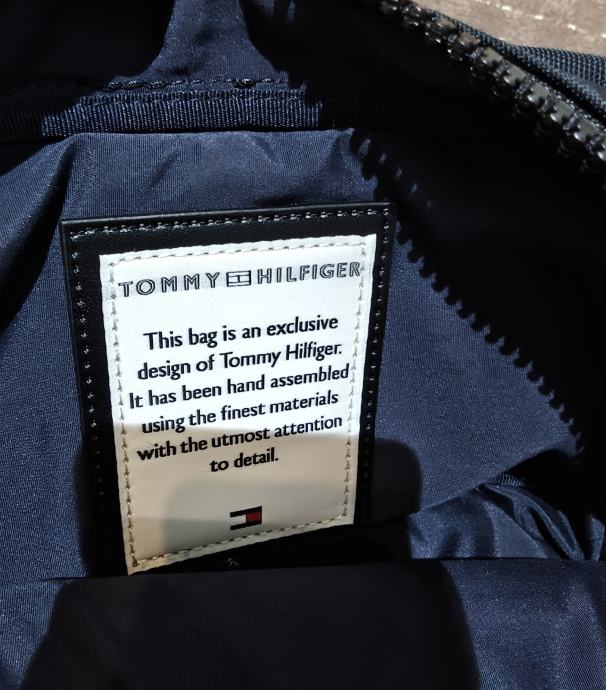 TOMMY HILFIGER
This bag is an exclusive
design of Tommy Hilfiger.
It has been hand assembled
using the finest materials
with the utmost attention
to detail.